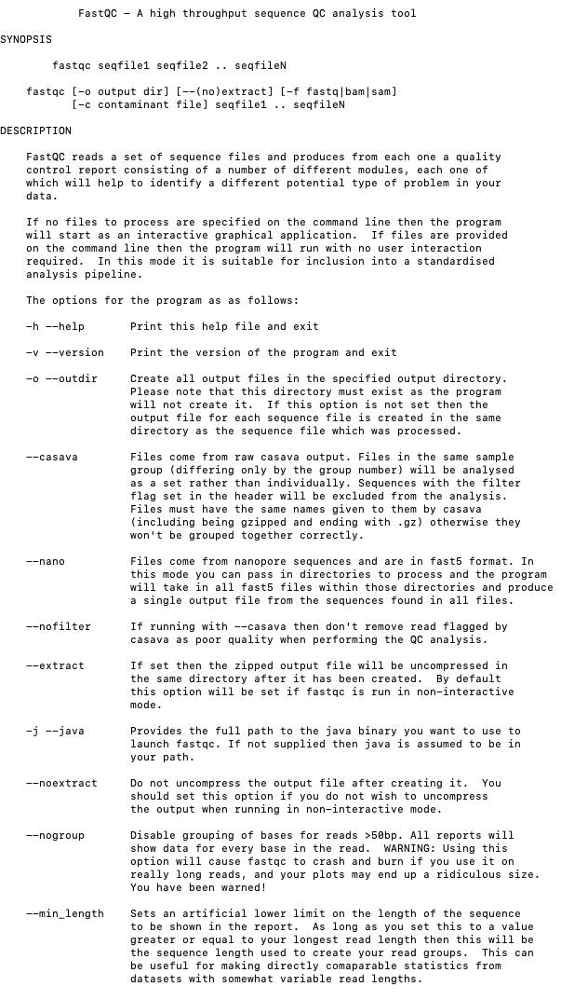 FastQC - A high throughput sequence QC analysis tool
SYNOPSIS
fastqc seqfile1 seqfile2 .. seqfileN
fastqc [-o output dir] [--(no)extract] [-f fastq|bam|sam]
[-c contaminant file] seqfile1 .. seqfileN
DESCRIPTION
FastQC reads a set of sequence files and produces from each one a quality
control report consisting of a number of different modules, each one of
which will help to identify a different potential type of problem in your
data.
If no files to process are specified on the command line then the program
will start as an interactive graphical application.  If files are provided
on the command line then the program will run with no user interaction
required.  In this mode it is suitable for inclusion into a standardised
analysis pipeline.
The options for the program as as follows:
-h --help       Print this help file and exit
-v --version    Print the version of the program and exit
-o --outdir     Create all output files in the specified output directory.
Please note that this directory must exist as the program
will not create it.  If this option is not set then the
output file for each sequence file is created in the same
directory as the sequence file which was processed.
--casava        Files come from raw casava output. Files in the same sample
group (differing only by the group number) will be analysed
as a set rather than individually. Sequences with the filter
flag set in the header will be excluded from the analysis.
Files must have the same names given to them by casava
(including being gzipped and ending with .gz) otherwise they
won't be grouped together correctly.
--nano          Files come from nanopore sequences and are in fast5 format. In
this mode you can pass in directories to process and the program
will take in all fast5 files within those directories and produce
a single output file from the sequences found in all files.
--nofilter      If running with --casava then don't remove read flagged by
casava as poor quality when performing the QC analysis.
--extract       If set then the zipped output file will be uncompressed in
the same directory after it has been created.  By default
this option will be set if fastqc is run in non-interactive
mode.
-j --java       Provides the full path to the java binary you want to use to
launch fastqc. If not supplied then java is assumed to be in
your path.
--noextract     Do not uncompress the output file after creating it.  You
should set this option if you do not wish to uncompress
the output when running in non-interactive mode.
--nogroup       Disable grouping of bases for reads >50bp. All reports will
show data for every base in the read.  WARNING: Using this
option will cause fastqc to crash and burn if you use it on
really long reads, and your plots may end up a ridiculous size.
You have been warned!
--min_length    Sets an artificial lower limit on the length of the sequence
to be shown in the report.  As long as you set this to a value
greater or equal to your longest read length then this will be
the sequence length used to create your read groups.  This can
be useful for making directly comaparable statistics from
datasets with somewhat variable read lengths.